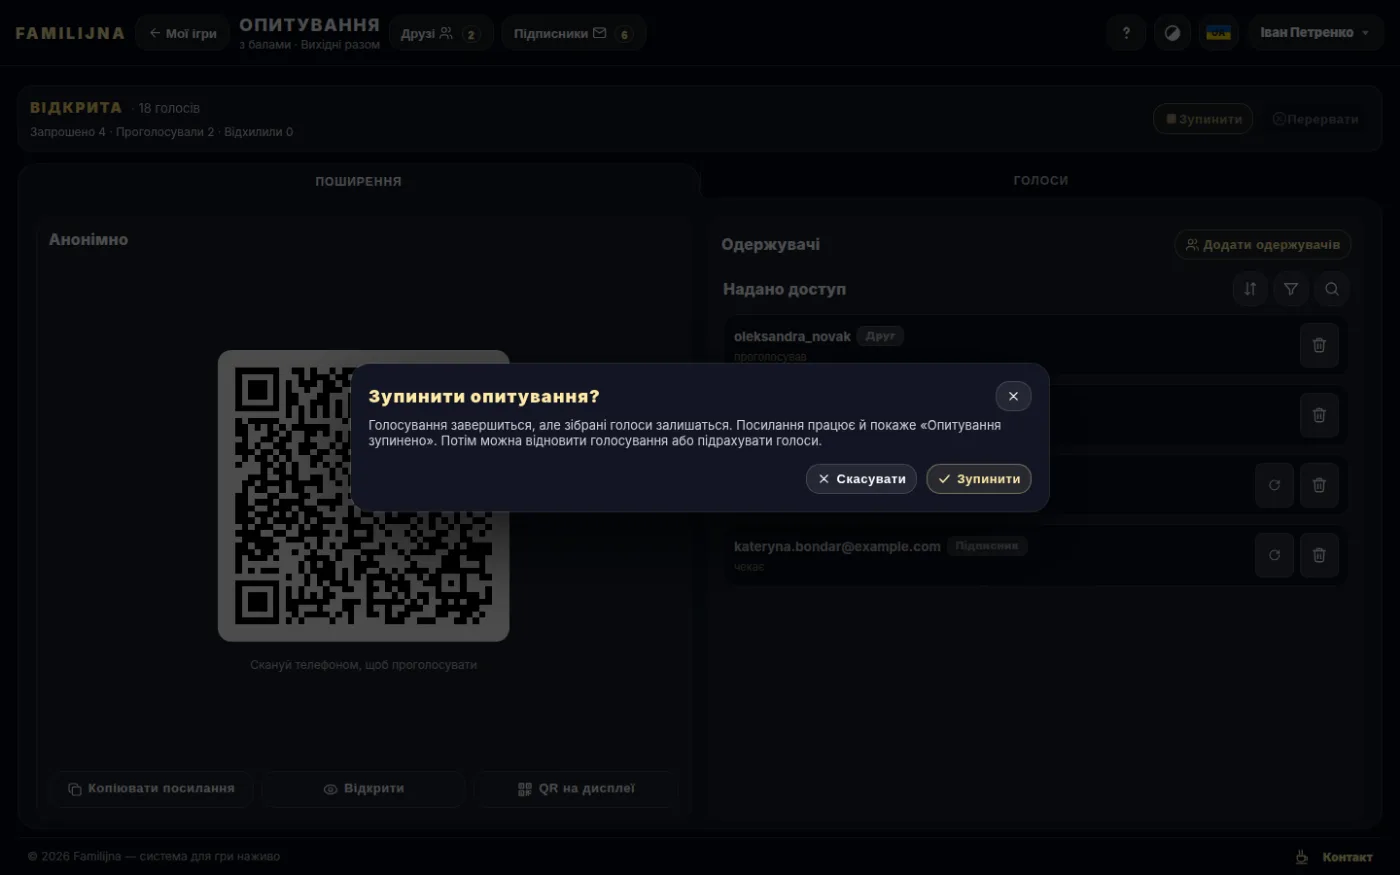 FAMILIJNA
← Мої ігри
ОПИТУВАННЯ
з балами · Вихідні разом
Друзі 2
Підписники 6
?
UK
Іван Петренко
ВІДКРИТА · 18 голосів
Запрошено 4 · Проголосували 2 · Відхилили 0
Зупинити
Перервати
ПОШИРЕННЯ
ГОЛОСИ
Анонімно
Одержувачі
Додати одержувачів
Надано доступ
oleksandra_novak Друг
проголосував
Зупинити опитування?
Голосування завершиться, але зібрані голоси залишаться. Посилання працює й покаже «Опитування
зупинено». Потім можна відновити голосування або підрахувати голоси.
Скасувати
Зупинити
kateryna.bondar@example.com Підписник
чекає
Скануй телефоном, щоб проголосувати
Копіювати посилання
Відкрити
QR на дисплеї
© 2026 Familijna — система для гри наживо
Контакт